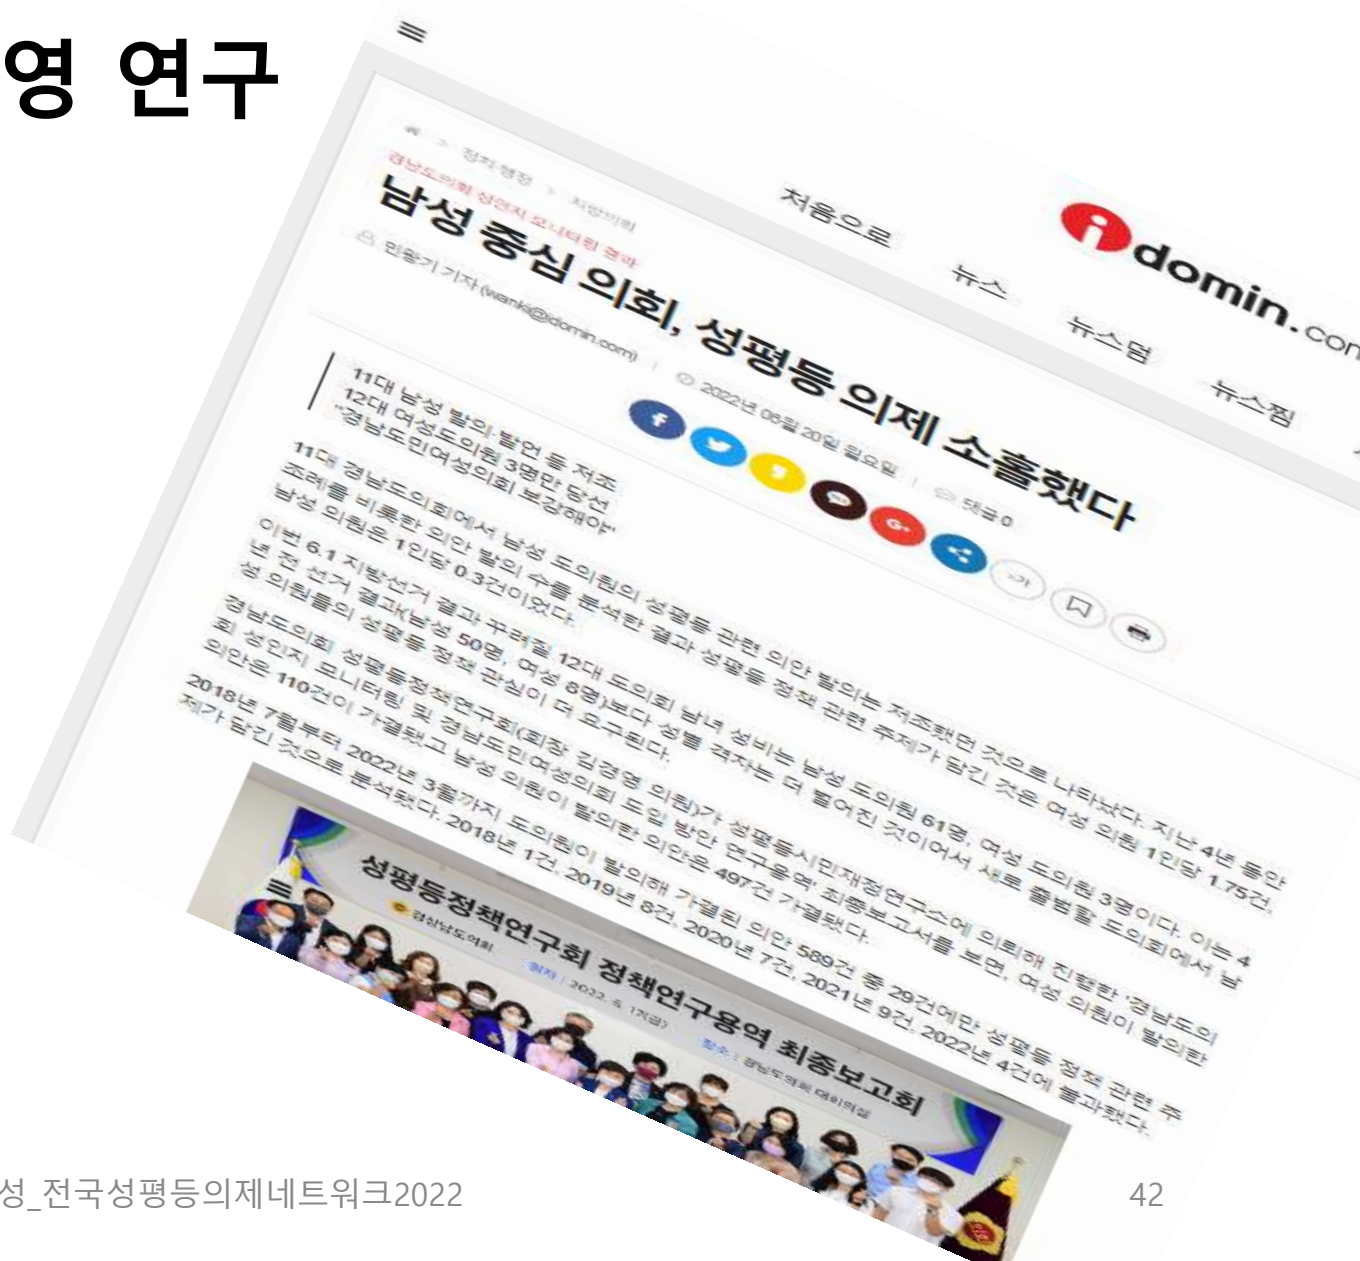 영 연구
처음으로
뉴스
뉴스덤
뉴스찜
idomin.com
정치·행정 > 지방의회
경남도의회 성인지 모니터링 결과
남성 중심 의회, 성평등 의제 소홀했다
기자 (wanki@idomin.com)
2022년 06월 20일 월요일
댓글 0
11대 남성 발의·발언 등 저조
12대 여성도의원 3명만 당선
"경남도민여성의회 보강해야"
11대 경남도의회에서 남성 도의원의 성평등 관련 의안 발의는 저조했던 것으로 나타났다. 지난 4년 동안
조례를 비롯한 의안 발의 수를 분석한 결과 성평등 정책 관련 주제가 담긴 것은 여성 의원 1인당 1.75건,
남성 의원은 1인당 0.3건이었다.
이번 6.1 지방선거 결과 꾸려질 12대 도의회 남녀 성비는 남성 도의원 61명, 여성 도의원 3명이다. 이는 4
년 전 선거 결과(남성 50명, 여성 8명)보다 성별 격차는 더 벌어진 것이어서 새로 출범할 도의회에서 남
성 의원들의 성평등 정책 관심이 더 요구된다.
경남도의회 성평등정책연구회(회장 김경영 의원)가 성평등시민재정연구소에 의뢰해 진행한 '경남도의
회 성인지 모니터링 및 경남도민여성의회 도입 방안 연구용역' 최종보고서를 보면, 여성 의원이 발의한
의안은 110건이 가결됐고 남성 의원이 발의한 의안은 497건 가결됐다.
2018년 7월부터 2022년 3월까지 도의원이 발의해 가결된 의안 589건 중 29건에만 성평등 정책 관련 주
제가 담긴 것으로 분석됐다. 2018년 1건, 2019년 8건, 2020년 7건, 2021년 9건, 2022년 4건에 불과했다.
성평등정책연구회 정책연구용역 최종보고회
경상남도의회
일자 | 2022. 6. 17(금)
장소 | 경남도의회 대회의실
성_전국성평등의제네트워크2022
42